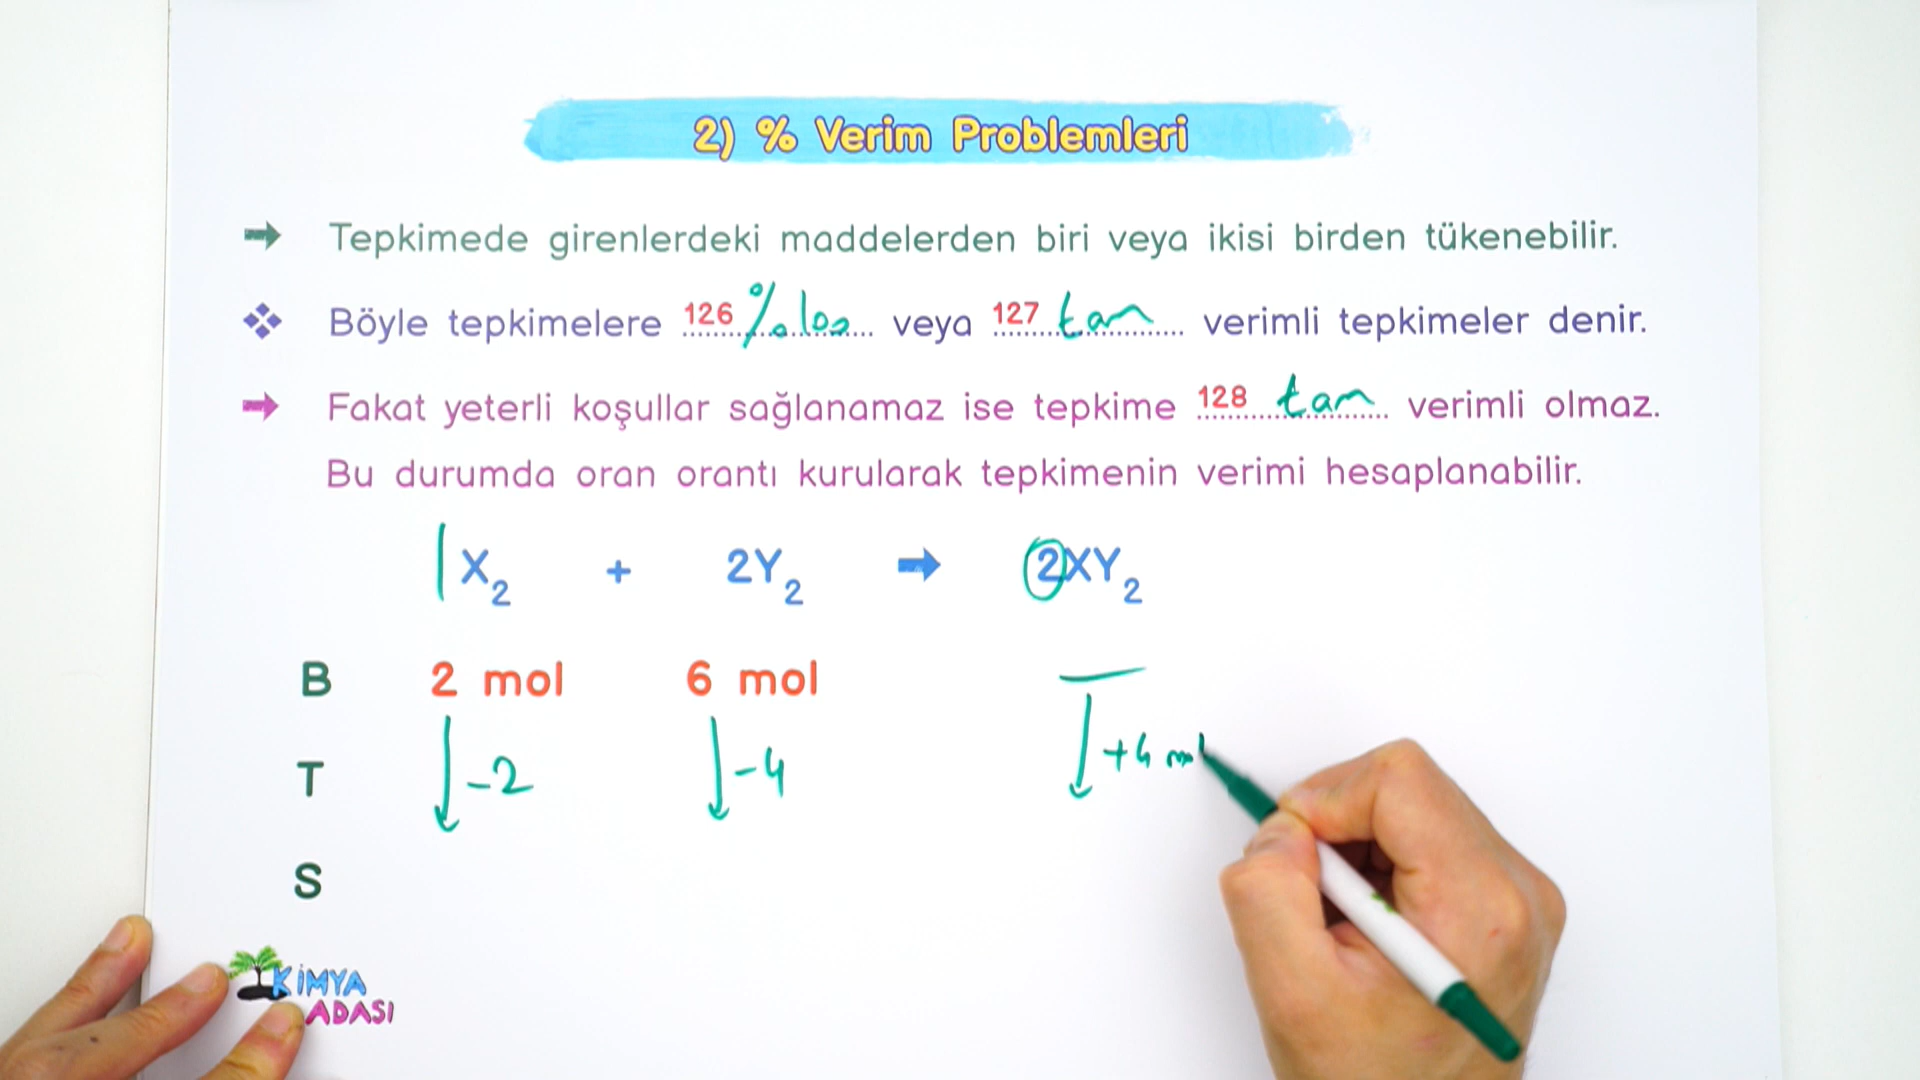 2) % Verim Problemleri
Tepkimede girenlerdeki maddelerden biri veya ikisi birden tükenebilir.
Böyle tepkimelere 126 %100 veya 127 tam verimli tepkimeler denir.
Fakat yeterli koşullar sağlanamaz ise tepkime 128 tam verimli olmaz.
Bu durumda oran orantı kurularak tepkimenin verimi hesaplanabilir.
1X2 + 2Y2 → 2XY2
B 2 mol 6 mol —
T -2 -4 +4 mol
S
KİMYA
ADASI